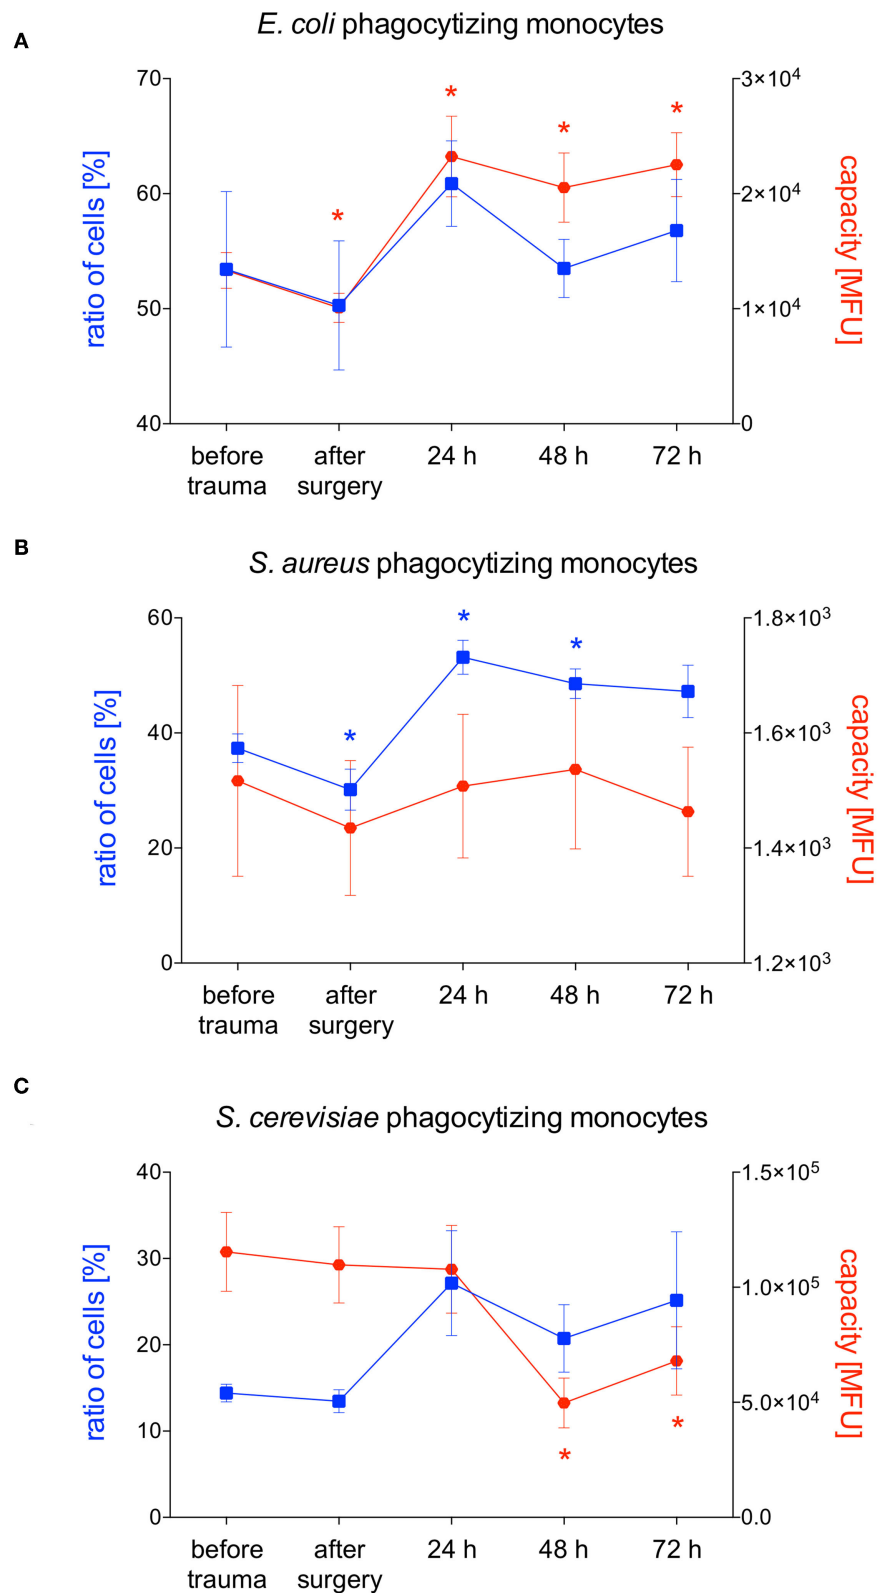 A
E. coli phagocytizing monocytes
ratio of cells [%]
70
60
50
40
3×10⁴
2×10⁴
1×10⁴
0
capacity [MFU]
*
*
*
*
before trauma
after surgery
24 h
48 h
72 h
B
S. aureus phagocytizing monocytes
ratio of cells [%]
60
40
20
0
1.8×10³
1.6×10³
1.4×10³
1.2×10³
capacity [MFU]
*
*
*
before trauma
after surgery
24 h
48 h
72 h
C
S. cerevisiae phagocytizing monocytes
ratio of cells [%]
40
30
20
10
0
1.5×10⁵
1.0×10⁵
5.0×10⁴
0.0
capacity [MFU]
*
*
before trauma
after surgery
24 h
48 h
72 h